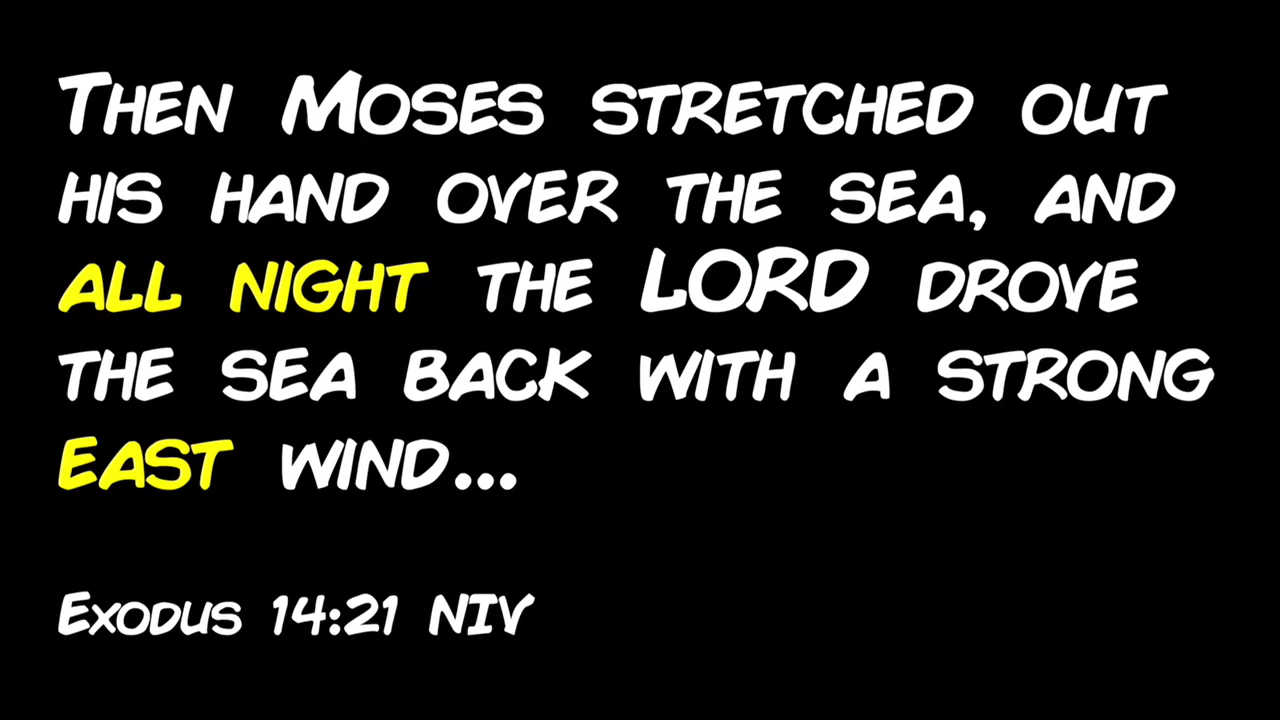 Then Moses stretched out
his hand over the sea, and
all night the LORD drove
the sea back with a strong
east wind...
Exodus 14:21 NIV